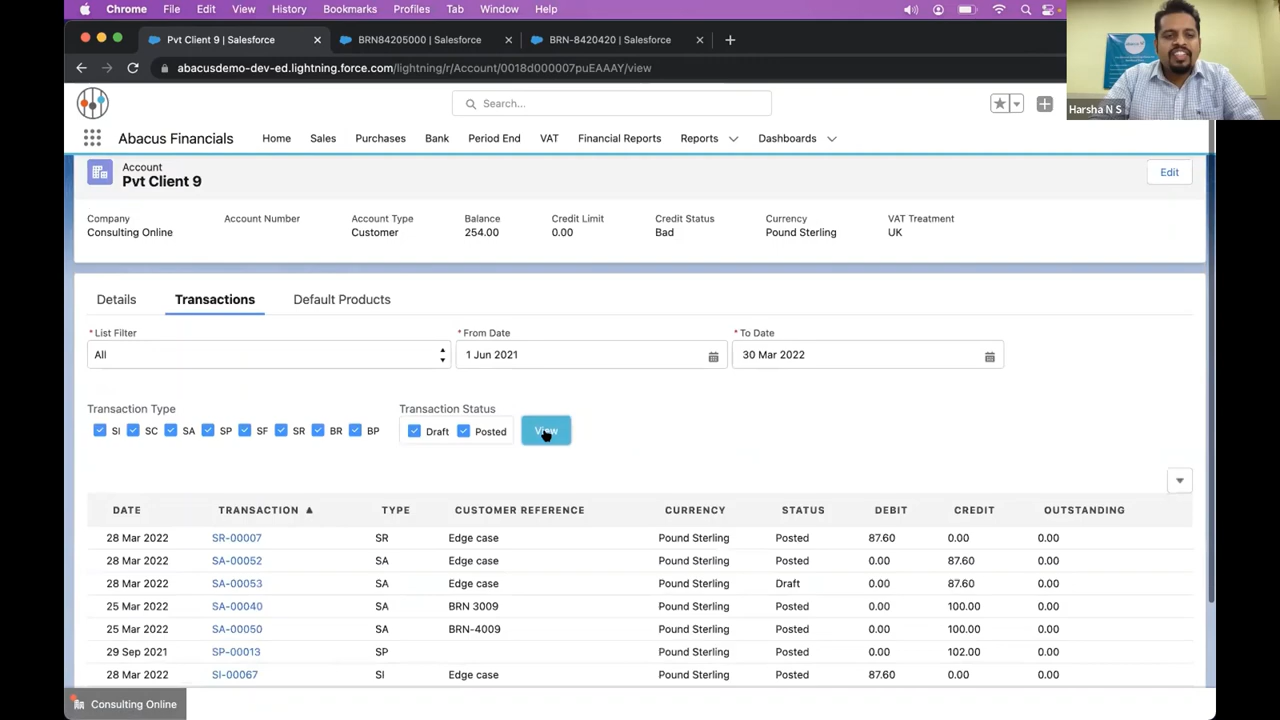 Chrome File Edit View History Bookmarks Profiles Tab Window Help
Pvt Client 9 | Salesforce BRN84205000 | Salesforce BRN-8420420 | Salesforce
abacusdemo-dev-ed.lightning.force.com/lightning/r/Account/0018d000007puEAAAY/view
abacus
Harsha N S
Search...
Abacus Financials Home Sales Purchases Bank Period End VAT Financial Reports Reports Dashboards
Account
Pvt Client 9
Edit
Company Account Number Account Type Balance Credit Limit Credit Status Currency VAT Treatment
Consulting Online Customer 254.00 0.00 Bad Pound Sterling UK
Details Transactions Default Products
* List Filter * From Date * To Date
All 1 Jun 2021 30 Mar 2022
Transaction Type Transaction Status
SI SC SA SP SF SR BR BP Draft Posted View
DATE TRANSACTION TYPE CUSTOMER REFERENCE CURRENCY STATUS DEBIT CREDIT OUTSTANDING
28 Mar 2022 SR-00007 SR Edge case Pound Sterling Posted 87.60 0.00 0.00
28 Mar 2022 SA-00052 SA Edge case Pound Sterling Posted 0.00 87.60 0.00
28 Mar 2022 SA-00053 SA Edge case Pound Sterling Draft 0.00 87.60 0.00
25 Mar 2022 SA-00040 SA BRN 3009 Pound Sterling Posted 0.00 100.00 0.00
25 Mar 2022 SA-00050 SA BRN-4009 Pound Sterling Posted 0.00 100.00 0.00
29 Sep 2021 SP-00013 SP Pound Sterling Posted 0.00 102.00 0.00
28 Mar 2022 SI-00067 SI Edge case Pound Sterling Posted 87.60 0.00 0.00
Consulting Online